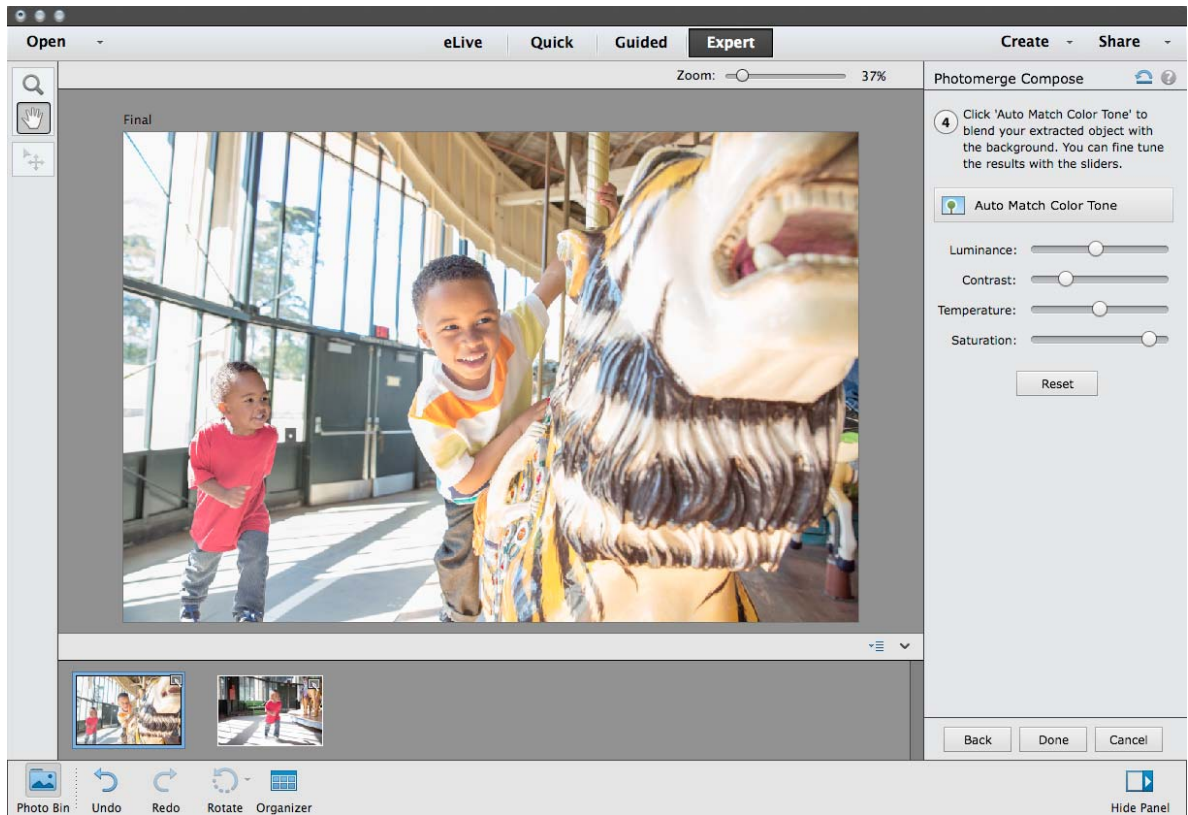 Open
eLive Quick Guided Expert
Create Share
Zoom: 37%
Photomerge Compose
Final
4 Click 'Auto Match Color Tone' to
blend your extracted object with
the background. You can fine tune
the results with the sliders.
Auto Match Color Tone
Luminance:
Contrast:
Temperature:
Saturation:
Reset
Back Done Cancel
Photo Bin Undo Redo Rotate Organizer Hide Panel